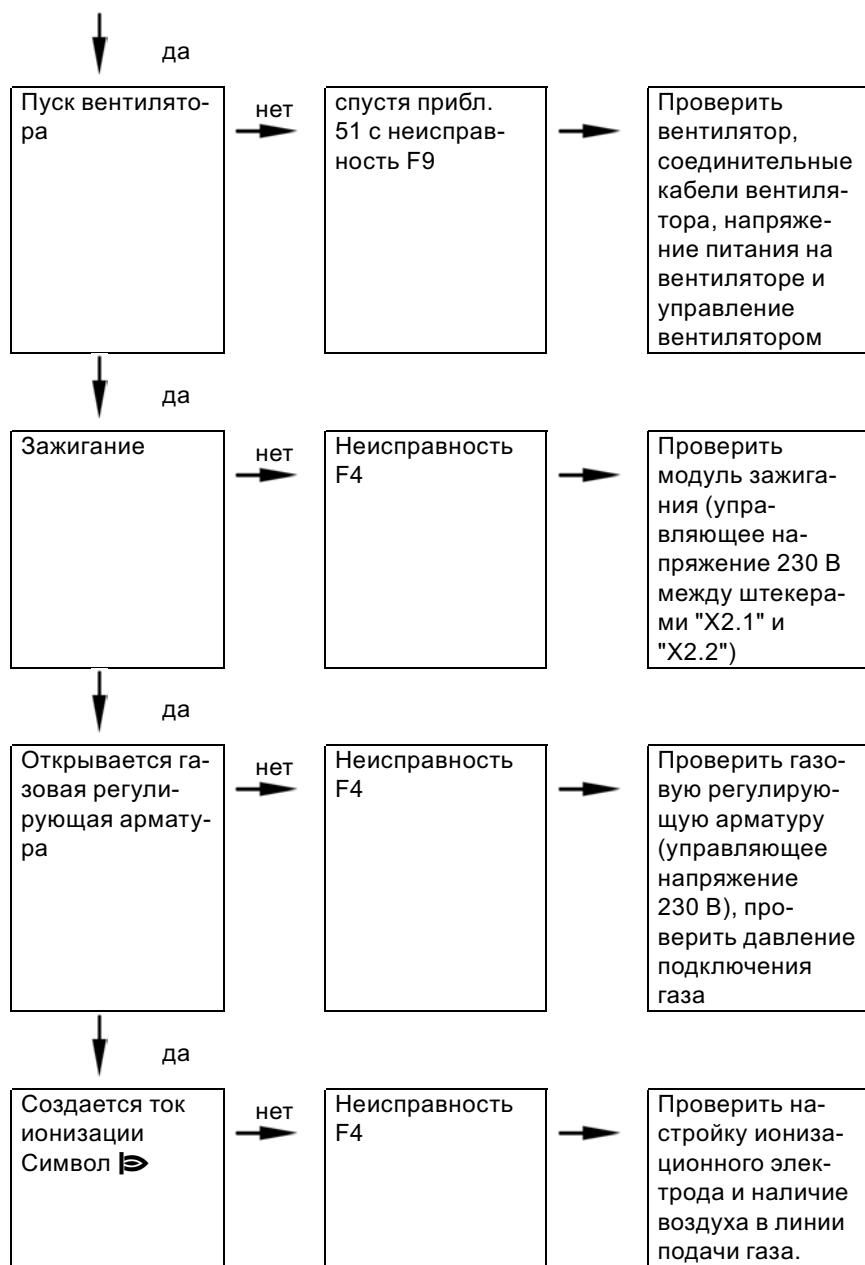 да
Пуск вентилято-
ра
нет
спустя прибл.
51 с неисправ-
ность F9
Проверить
вентилятор,
соединительные
кабели вентиля-
тора, напряже-
ние питания на
вентиляторе и
управление
вентилятором
да
Зажигание
нет
Неисправность
F4
Проверить
модуль зажига-
ния (упра-
вляющее на-
пряжение 230 В
между штекера-
ми "X2.1" и
"X2.2")
да
Открывается га-
зовая регули-
рующая армату-
ра
нет
Неисправность
F4
Проверить газо-
вую регулирую-
щую арматуру
(управляющее
напряжение
230 В), про-
верить давление
подключения
газа
да
Создается ток
ионизации
Символ
нет
Неисправность
F4
Проверить на-
стройку иониза-
ционного элек-
трода и наличие
воздуха в линии
подачи газа.